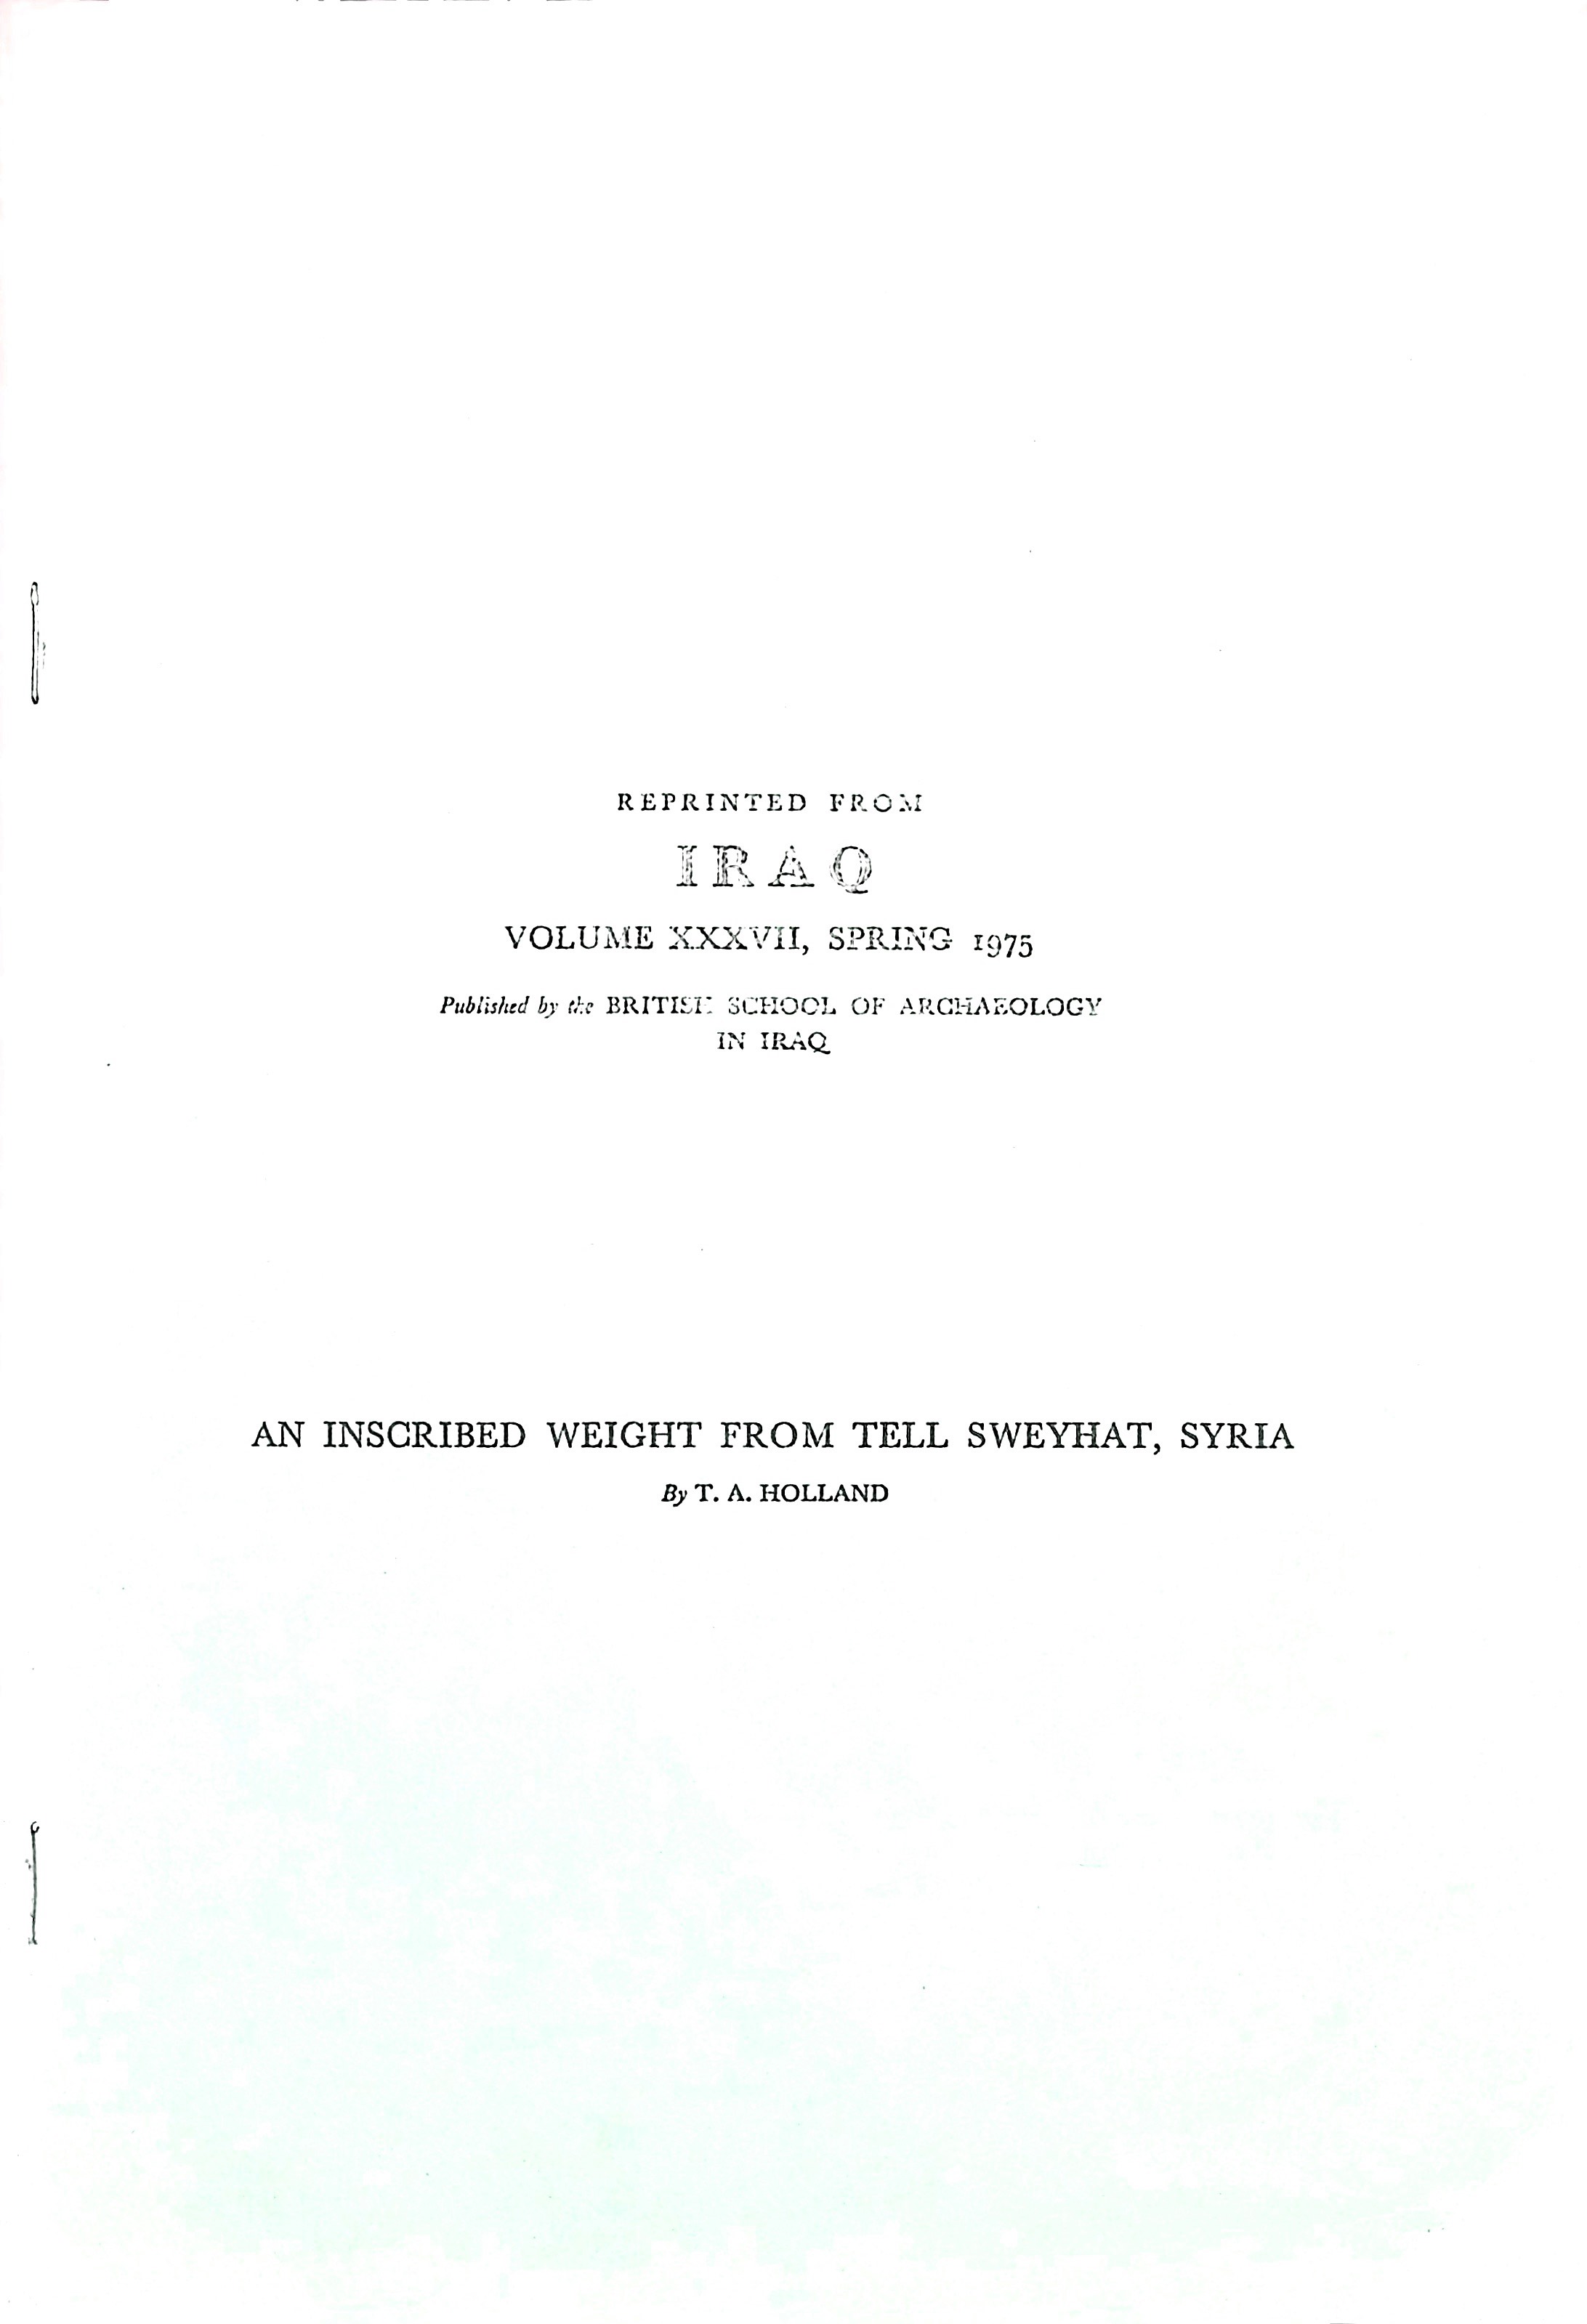 REPRINTED FROM
IRAQ
VOLUME XXXVII, SPRING 1975
Published by the BRITISH SCHOOL OF ARCHAEOLOGY
IN IRAQ
AN INSCRIBED WEIGHT FROM TELL SWEYHAT, SYRIA
By T. A. HOLLAND